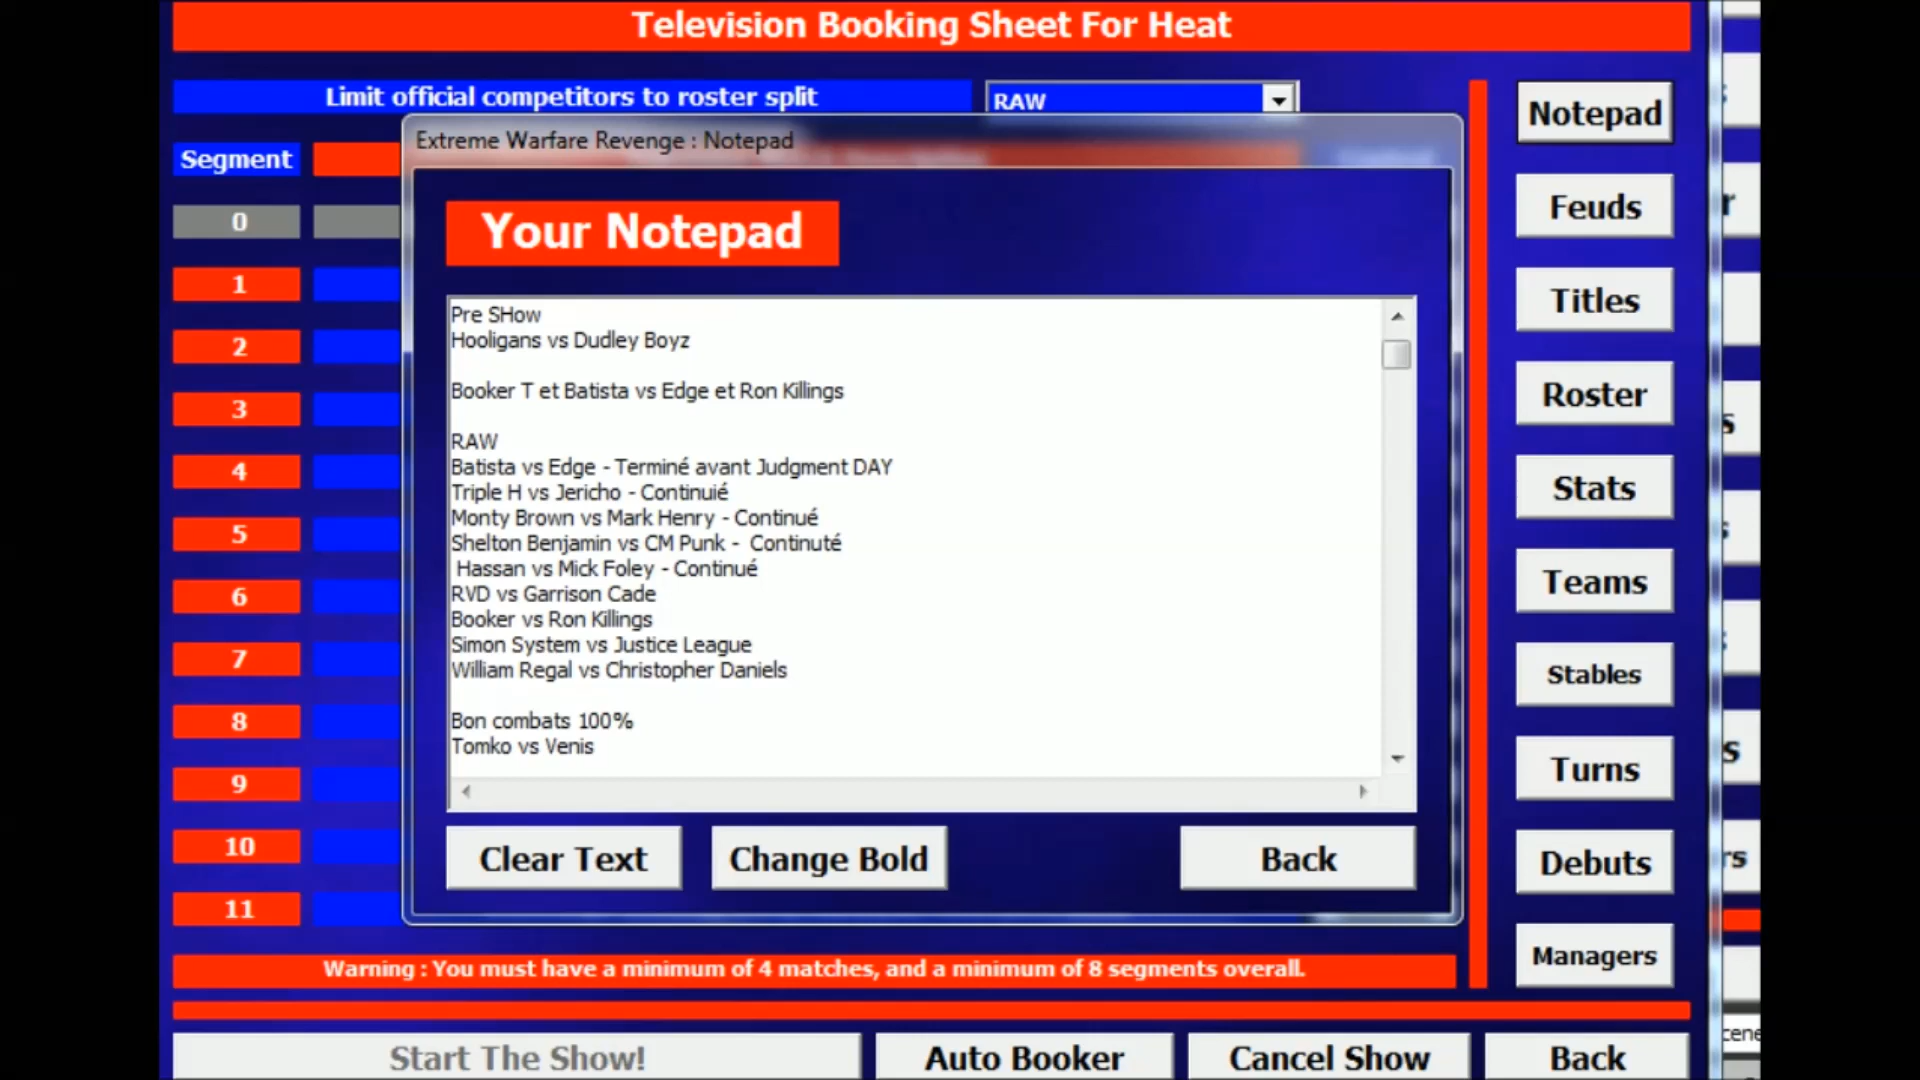 Television Booking Sheet For Heat
Limit official competitors to roster split
RAW
Segment
0
1
2
3
4
5
6
7
8
9
10
11
Extreme Warfare Revenge : Notepad
Your Notepad
Pre SHow
Hooligans vs Dudley Boyz
Booker T et Batista vs Edge et Ron Killings
RAW
Batista vs Edge - Terminé avant Judgment DAY
Triple H vs Jericho - Continuié
Monty Brown vs Mark Henry - Continué
Shelton Benjamin vs CM Punk -  Continuté
Hassan vs Mick Foley - Continué
RVD vs Garrison Cade
Booker vs Ron Killings
Simon System vs Justice League
William Regal vs Christopher Daniels
Bon combats 100%
Tomko vs Venis
Clear Text
Change Bold
Back
Notepad
Feuds
Titles
Roster
Stats
Teams
Stables
Turns
Debuts
Managers
Warning : You must have a minimum of 4 matches, and a minimum of 8 segments overall.
Start The Show!
Auto Booker
Cancel Show
Back